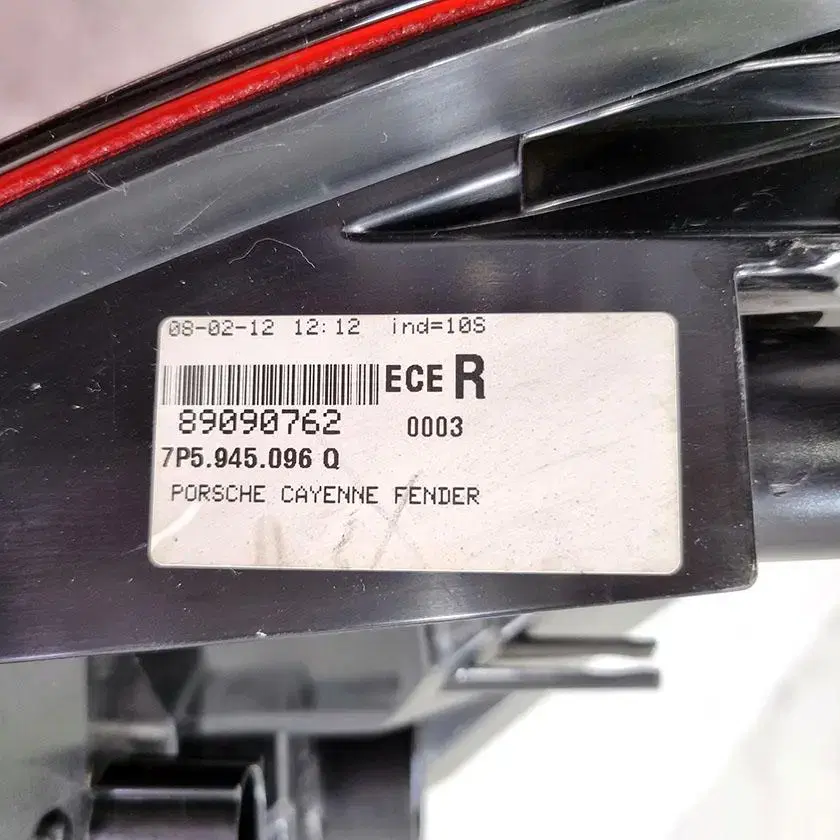 08-02-12 12:12 ind=10S
ECE R
89090762 0003
7P5.945.096 Q
PORSCHE CAYENNE FENDER